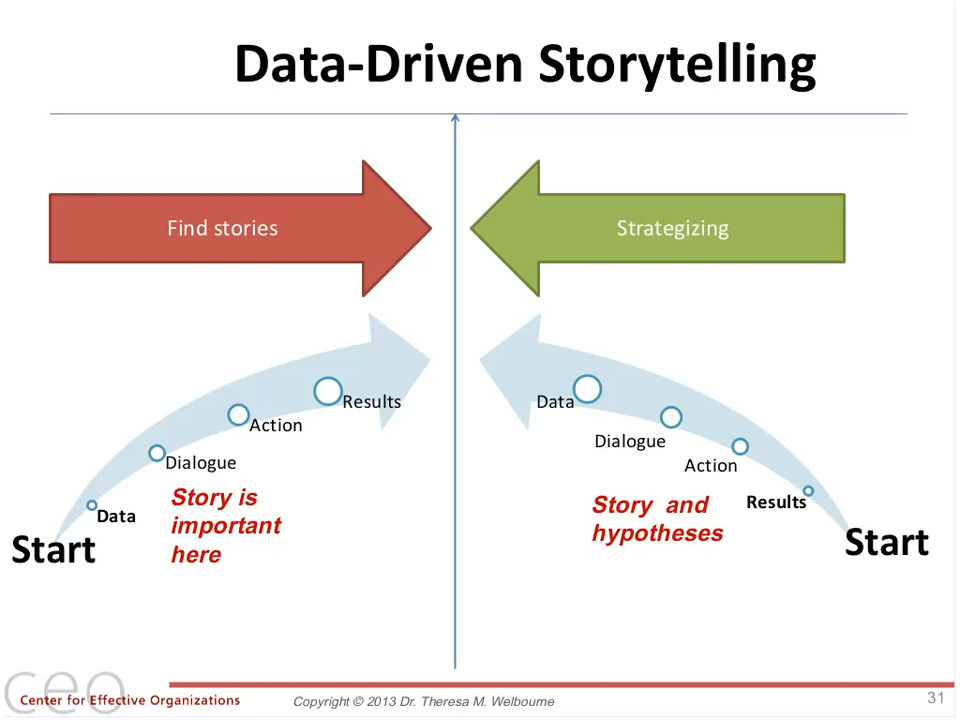 Data-Driven Storytelling
Find stories
Strategizing
Results
Action
Dialogue
Data
Start
Story is
important
here
Data
Dialogue
Action
Results
Start
Story and
hypotheses
ceo
Center for Effective Organizations
Copyright © 2013 Dr. Theresa M. Welbourne
31